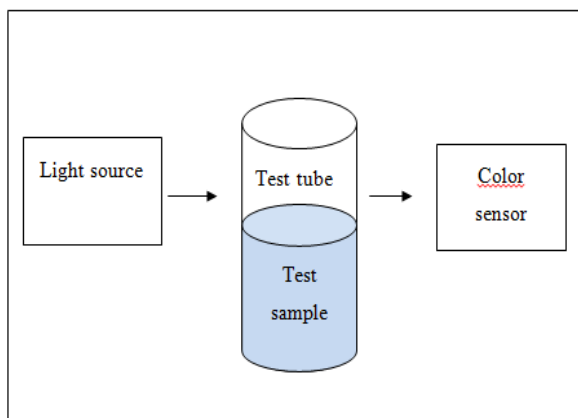 Light source
Test tube
Color
sensor
Test
sample